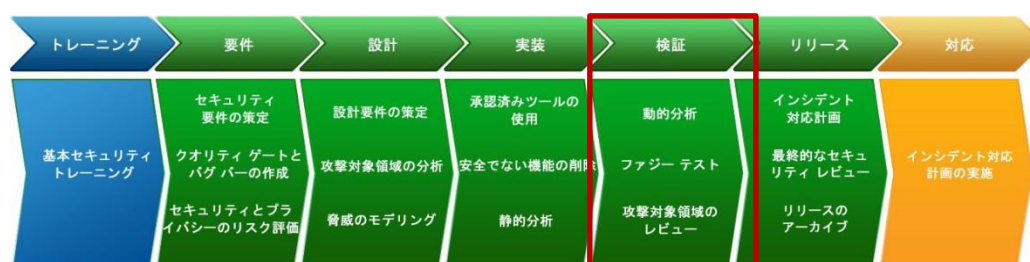 トレーニング
要件
設計
実装
検証
リリース
対応
基本セキュリティ
トレーニング
セキュリティ
要件の策定
クオリティ ゲートと
バグ バーの作成
セキュリティとプラ
イバシーのリスク評価
設計要件の策定
攻撃対象領域の分析
脅威のモデリング
承認済みツールの
使用
安全でない機能の削除
静的分析
動的分析
ファジー テスト
攻撃対象領域の
レビュー
インシデント
対応計画
最終的なセキュ
リティ レビュー
リリースの
アーカイブ
インシデント対応
計画の実施